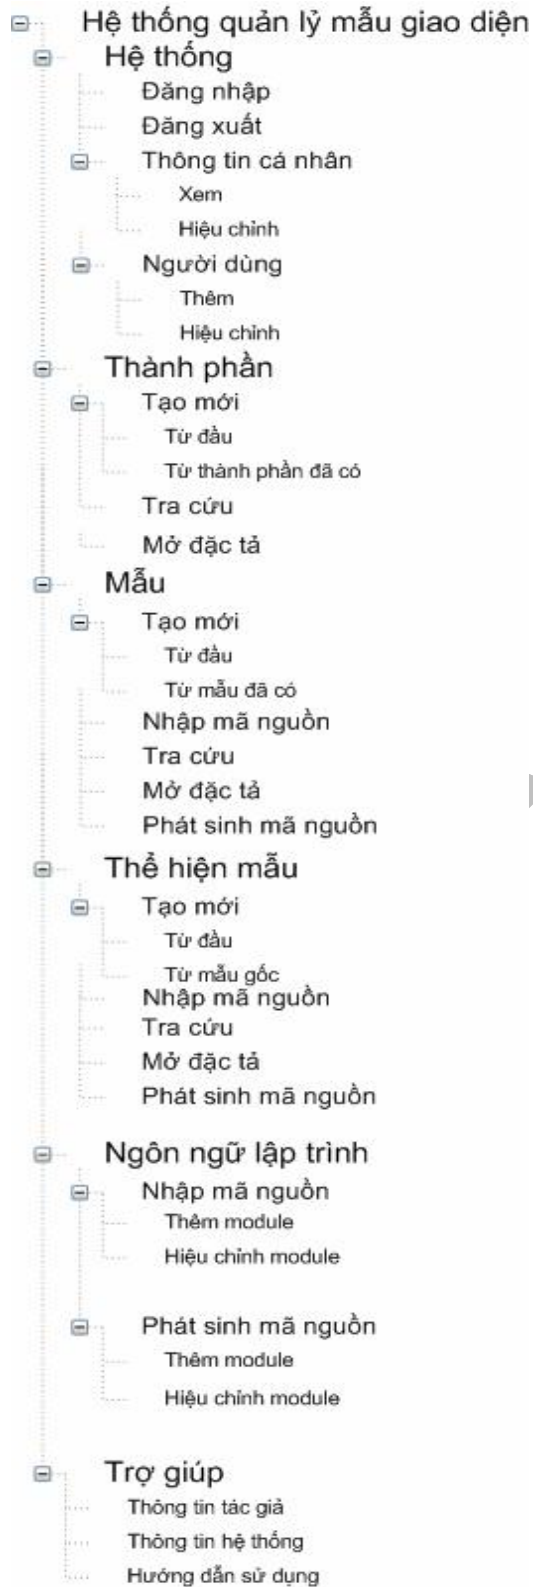 Hệ thống quản lý mẫu giao diện
Hệ thống
Đăng nhập
Đăng xuất
Thông tin cá nhân
Xem
Hiệu chỉnh
Người dùng
Thêm
Hiệu chỉnh
Thành phần
Tạo mới
Từ đầu
Từ thành phần đã có
Tra cứu
Mở đặc tả
Mẫu
Tạo mới
Từ đầu
Từ mẫu đã có
Nhập mã nguồn
Tra cứu
Mở đặc tả
Phát sinh mã nguồn
Thể hiện mẫu
Tạo mới
Từ đầu
Từ mẫu gốc
Nhập mã nguồn
Tra cứu
Mở đặc tả
Phát sinh mã nguồn
Ngôn ngữ lập trình
Nhập mã nguồn
Thêm module
Hiệu chỉnh module
Phát sinh mã nguồn
Thêm module
Hiệu chỉnh module
Trợ giúp
Thông tin tác giả
Thông tin hệ thống
Hướng dẫn sử dụng